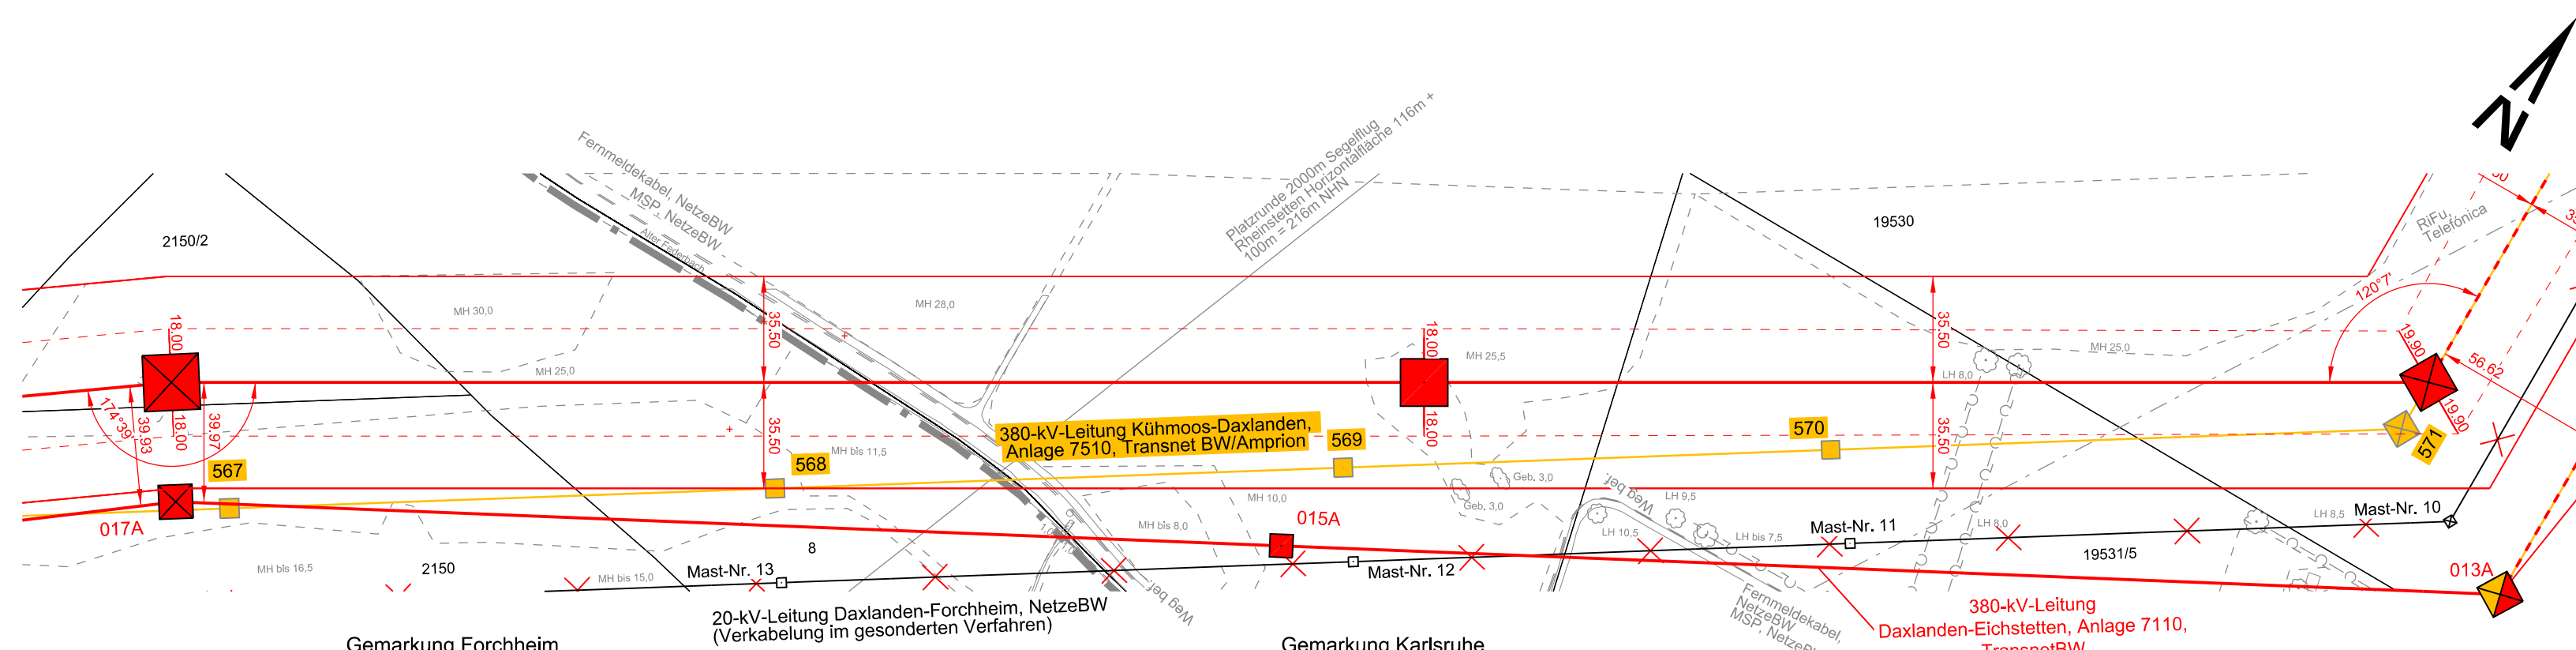 N
Fernmeldekabel, NetzeBW
MSP, NetzeBW
Alter Federbach
Platzrunde 2000m Segelflug
Rheinstetten Horizontalfläche 116m +
100m = 216m NHN
2150/2
19530
RiFu,
Telefónica
MH 30,0
MH 28,0
MH 25,0
MH 25,5
MH 25,0
LH 8,0
120°7'
18.00
18.00
35.50
35.50
18.00
18.00
35.50
35.50
19.90
19.90
56.62
174°39'
39.93
39.97
380-kV-Leitung Kühmoos-Daxlanden,
Anlage 7510, Transnet BW/Amprion
567
568
569
570
571
MH bis 11,5
MH 10,0
MH bis 8,0
Geb. 3,0
Geb. 3,0
Weg bef.
LH 9,5
LH 10,5
LH bis 7,5
LH 8,0
LH 8,5
017A
015A
013A
Mast-Nr. 10
Mast-Nr. 11
Mast-Nr. 12
Mast-Nr. 13
MH bis 16,5
2150
8
MH bis 15,0
19531/5
Weg bef.
20-kV-Leitung Daxlanden-Forchheim, NetzeBW
(Verkabelung im gesonderten Verfahren)
Fernmeldekabel,
NetzeBW
MSP, NetzeBW
380-kV-Leitung
Daxlanden-Eichstetten, Anlage 7110,
TransnetBW
Gemarkung Forchheim
Gemarkung Karlsruhe